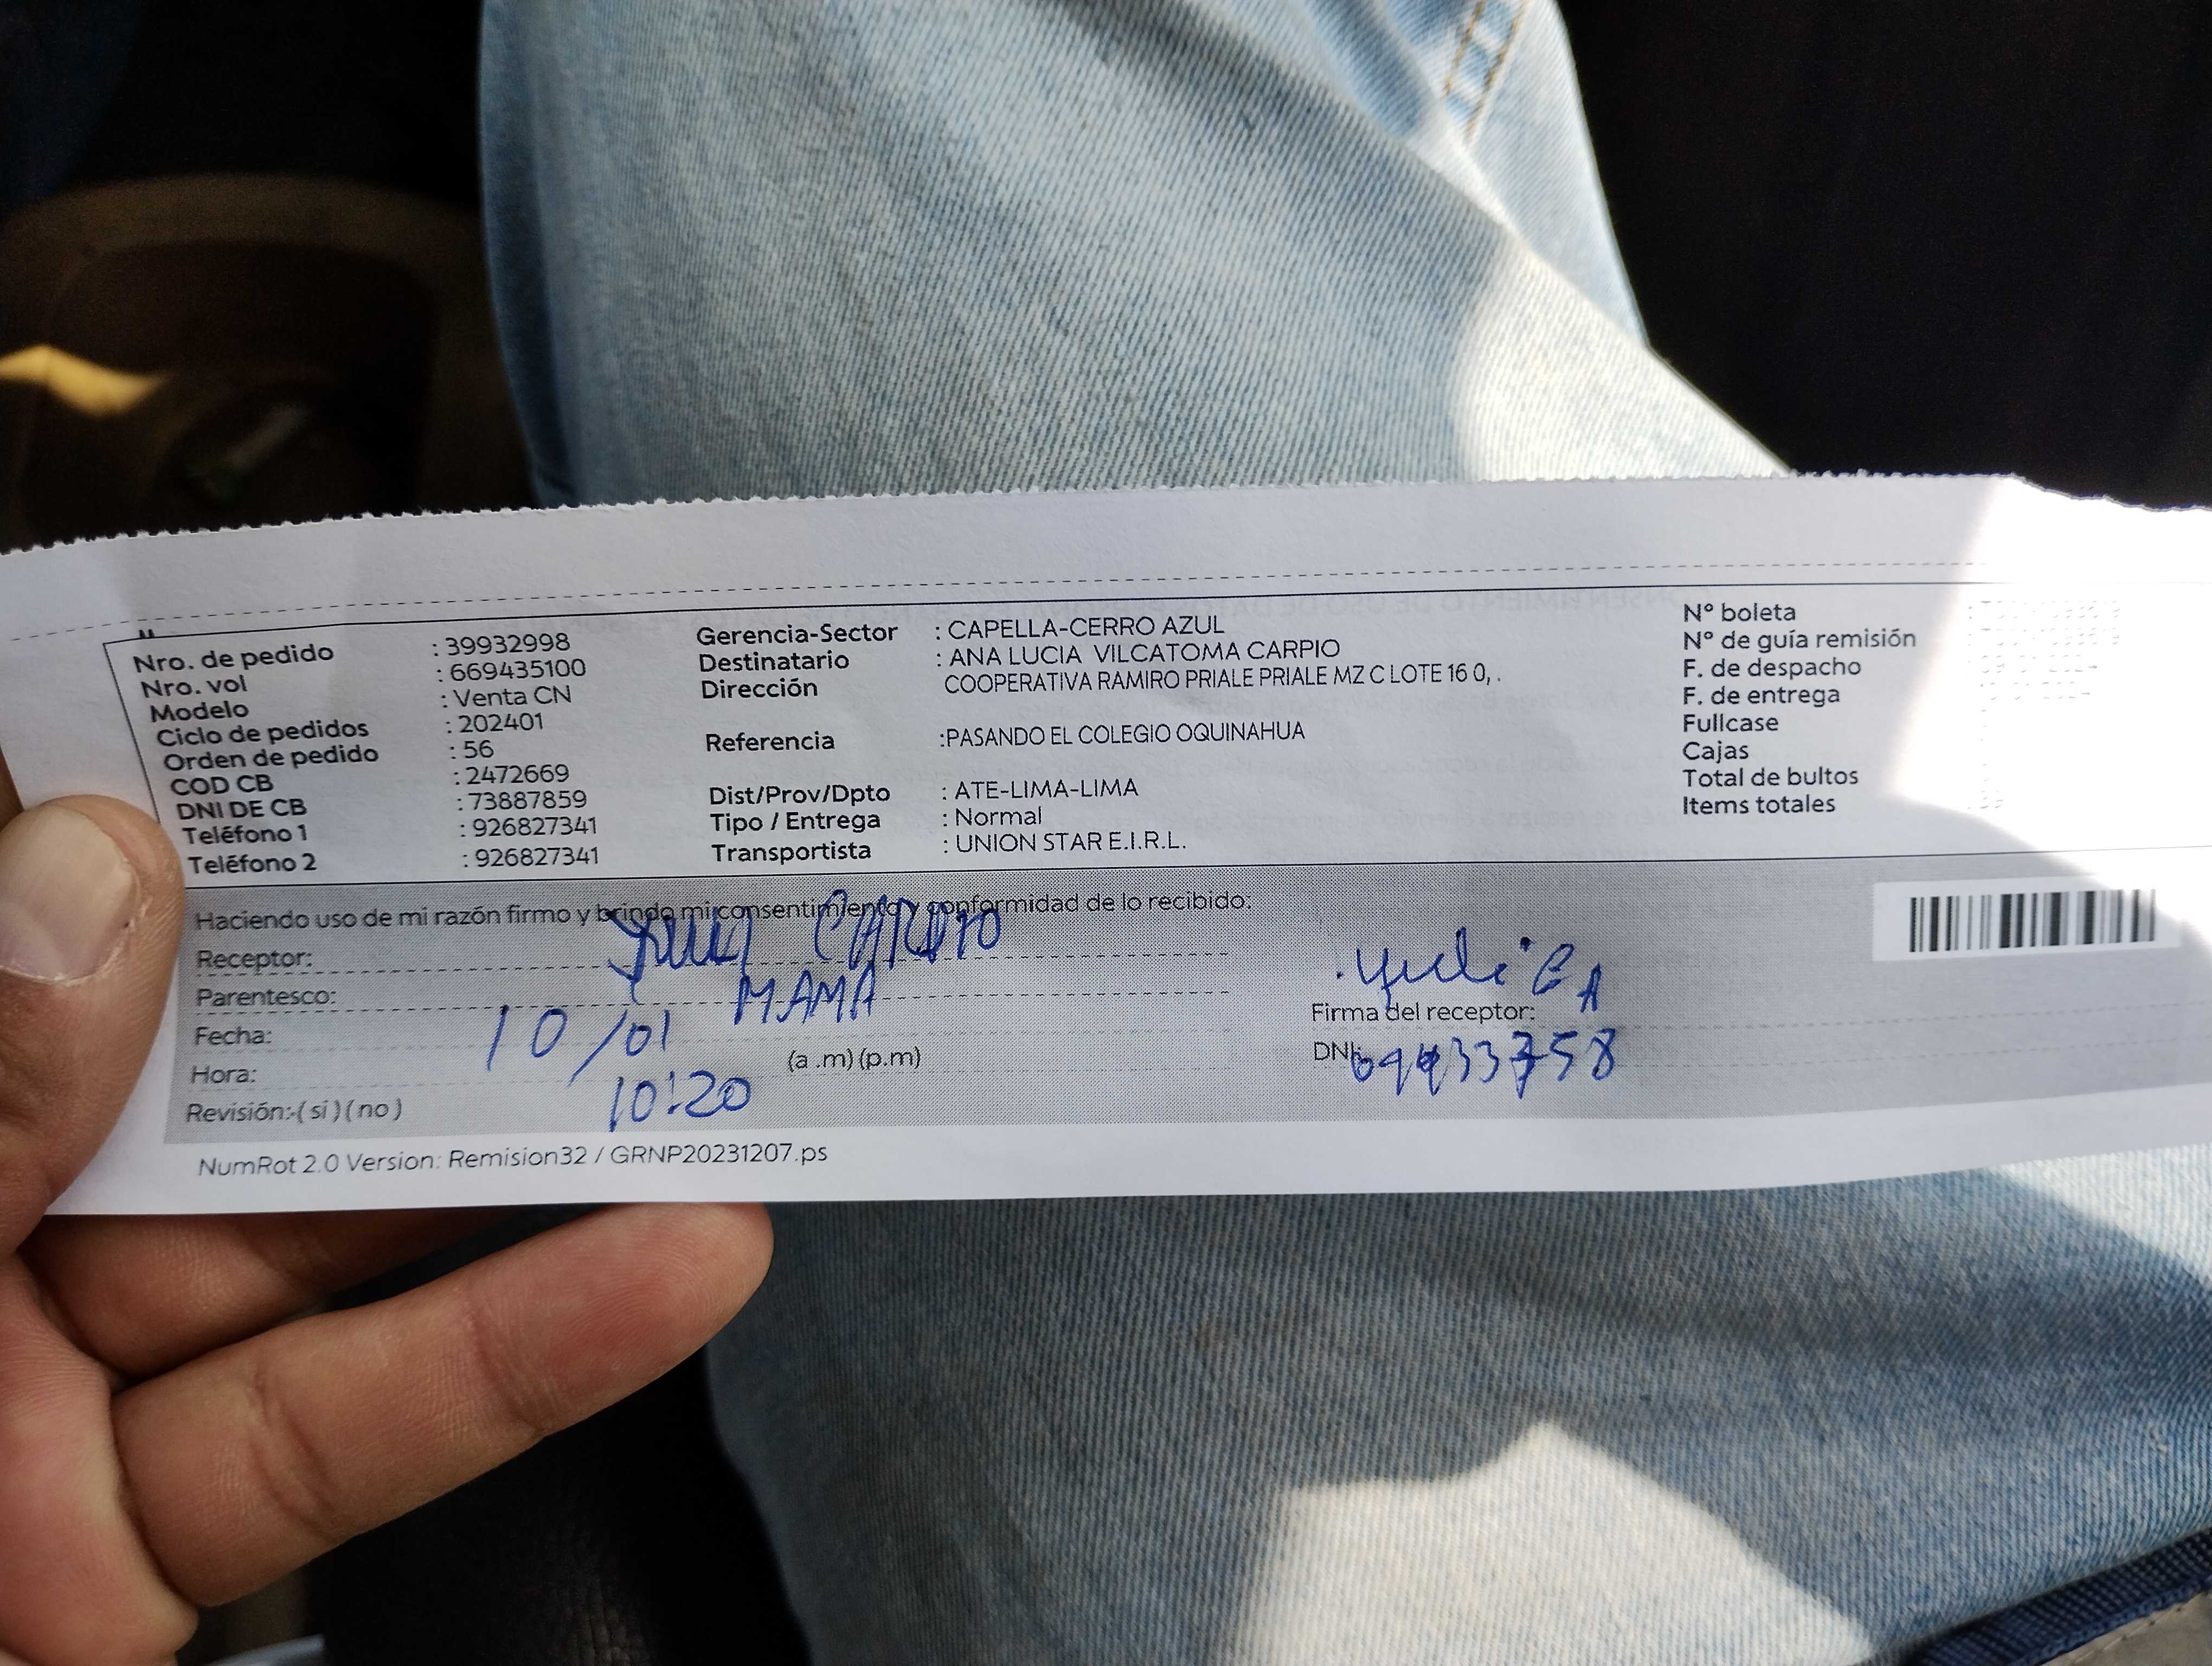 Nro. de pedido : 39932998
Nro. vol : 669435100
Modelo : Venta CN
Ciclo de pedidos : 202401
Orden de pedido : 56
COD CB : 2472669
DNI DE CB : 73887859
Teléfono 1 : 926827341
Teléfono 2 : 926827341
Gerencia-Sector : CAPELLA-CERRO AZUL
Destinatario : ANA LUCIA VILCATOMA CARPIO
Dirección COOPERATIVA RAMIRO PRIALE PRIALE MZ C LOTE 16 0, .
Referencia :PASANDO EL COLEGIO OQUINAHUA
Dist/Prov/Dpto : ATE-LIMA-LIMA
Tipo / Entrega : Normal
Transportista : UNION STAR E.I.R.L.
N° boleta
N° de guía remisión
F. de despacho
F. de entrega
Fullcase
Cajas
Total de bultos
Items totales
Haciendo uso de mi razón firmo y brindo mi consentimiento y conformidad de lo recibido:
Receptor: CARPIO
Parentesco: MAMA
Fecha: 10/01
Hora: 10:20 (a .m) (p.m)
Revisión:-( si ) ( no )
Firma del receptor:
DNI:
NumRot 2.0 Version: Remision32 / GRNP20231207.ps